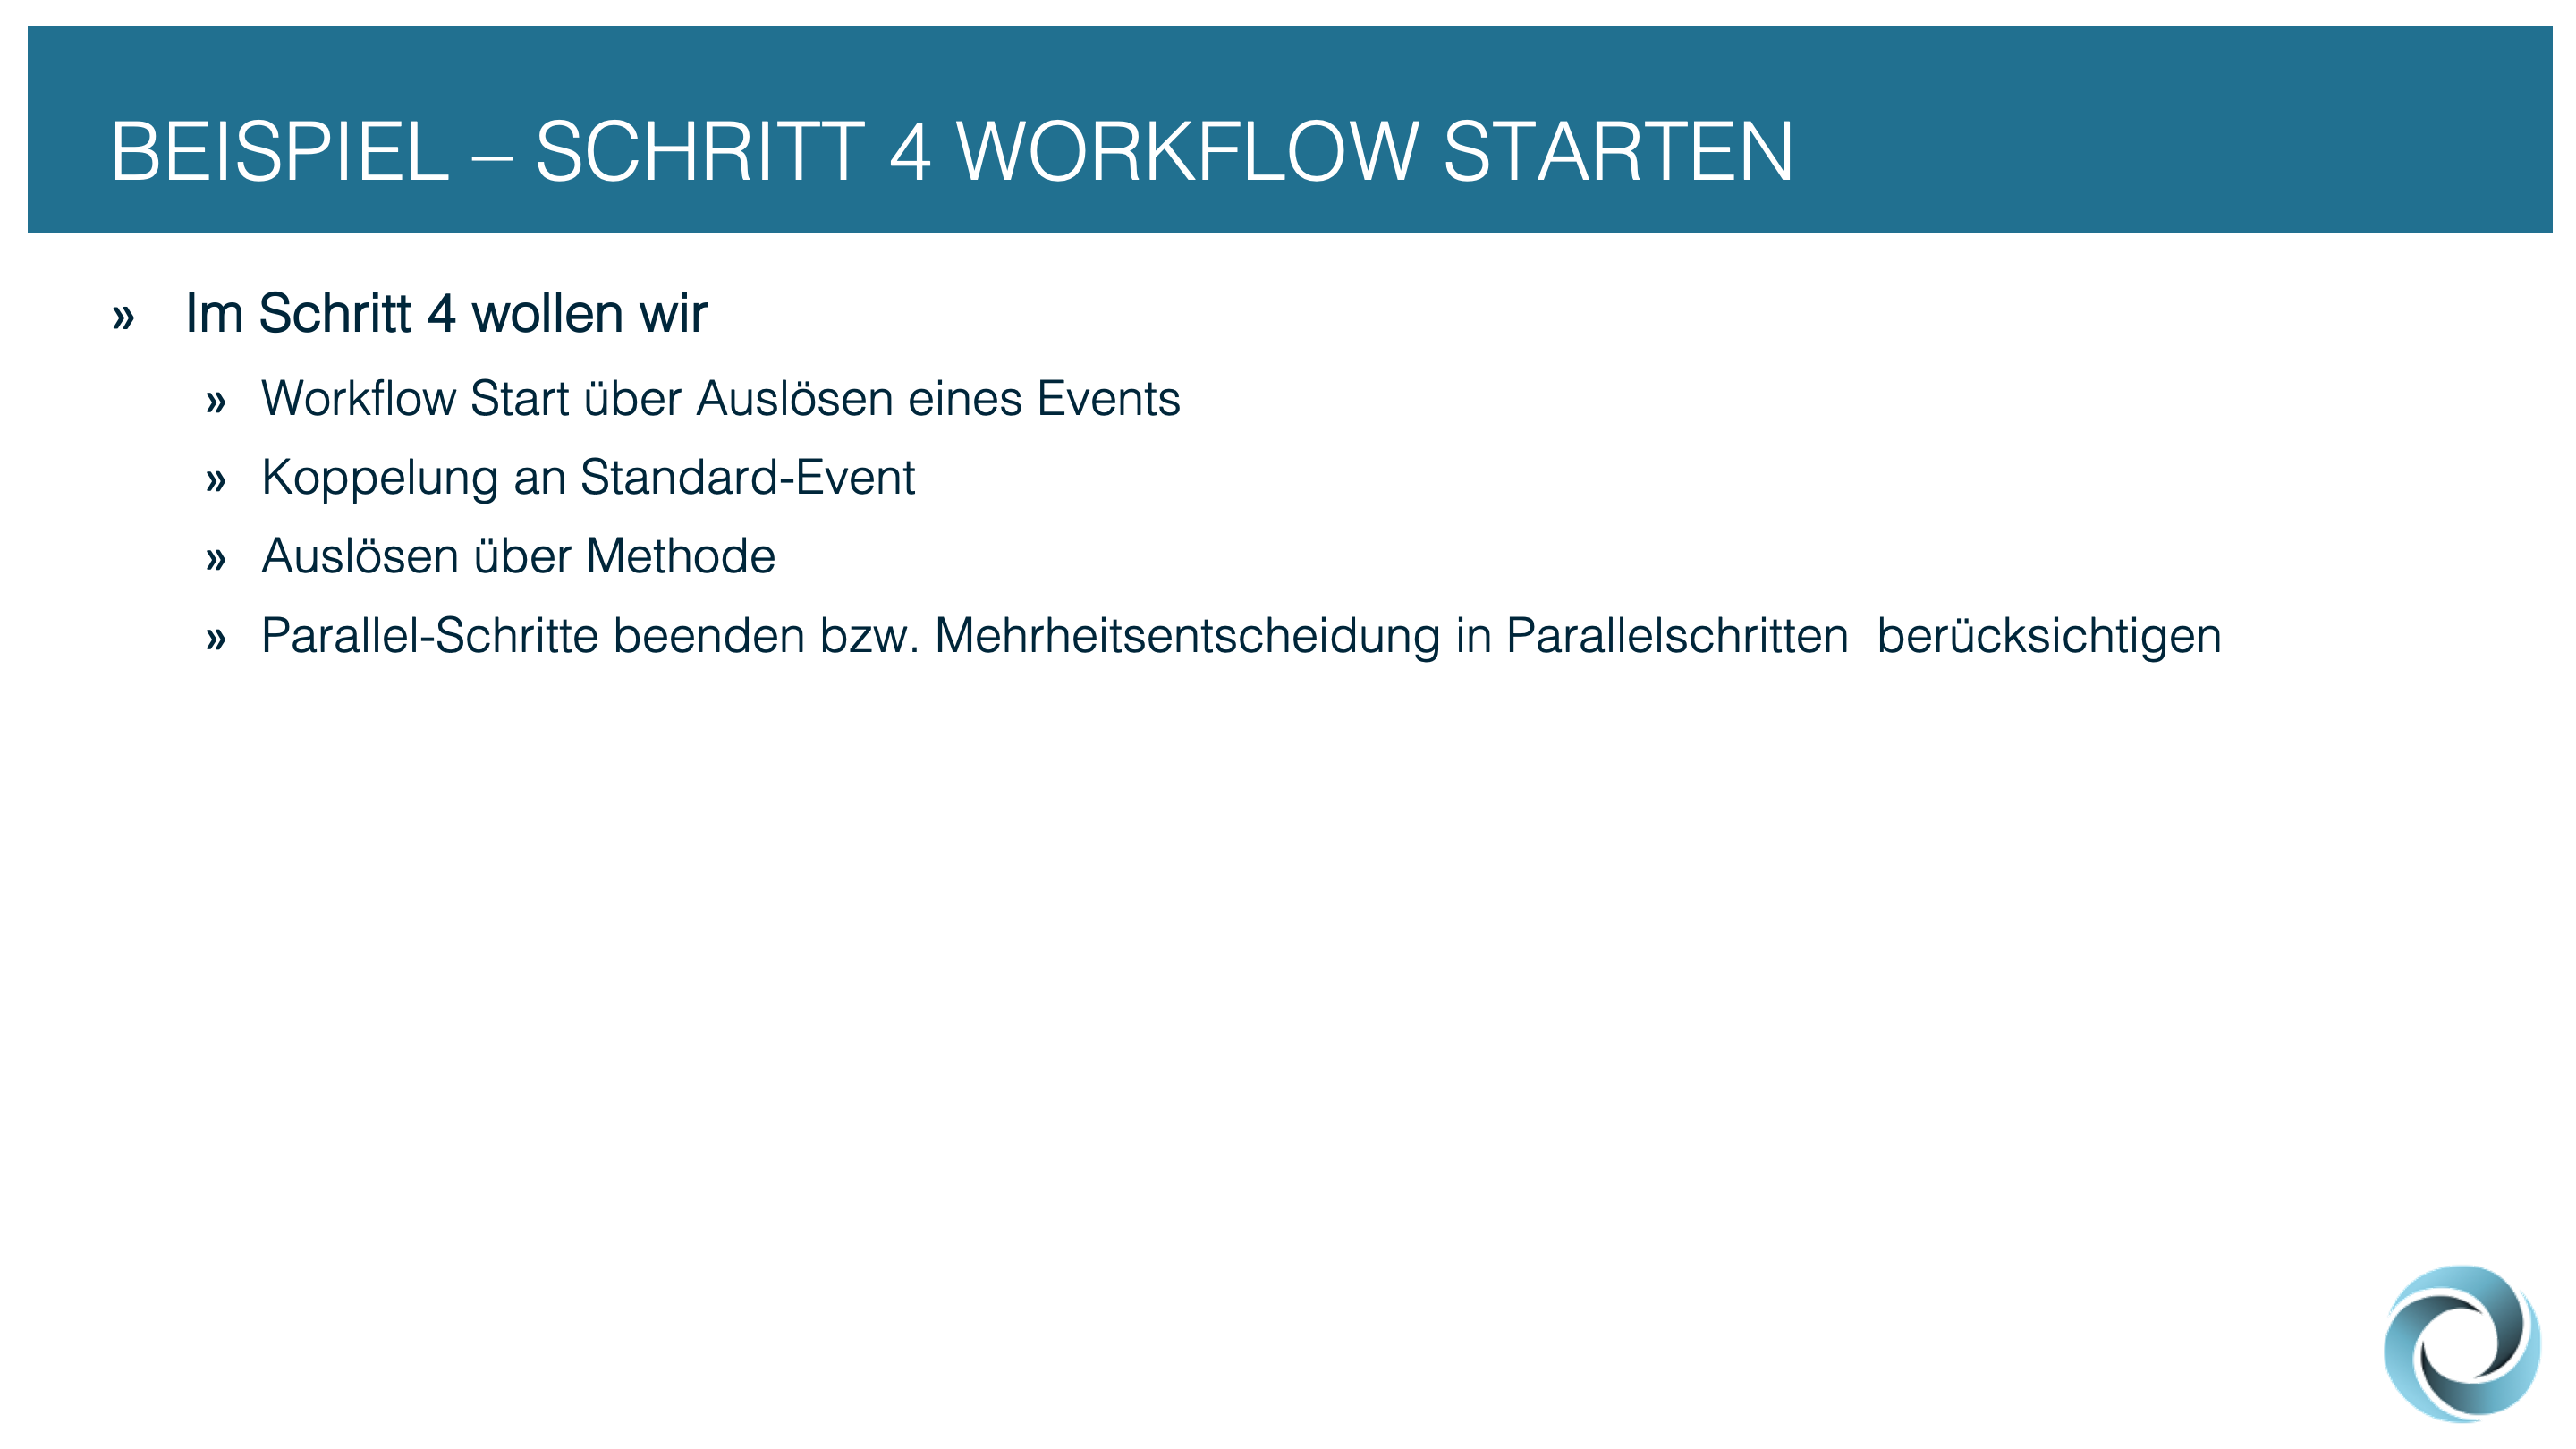 BEISPIEL – SCHRITT 4 WORKFLOW STARTEN
» Im Schritt 4 wollen wir
» Workflow Start über Auslösen eines Events
» Koppelung an Standard-Event
» Auslösen über Methode
» Parallel-Schritte beenden bzw. Mehrheitsentscheidung in Parallelschritten  berücksichtigen